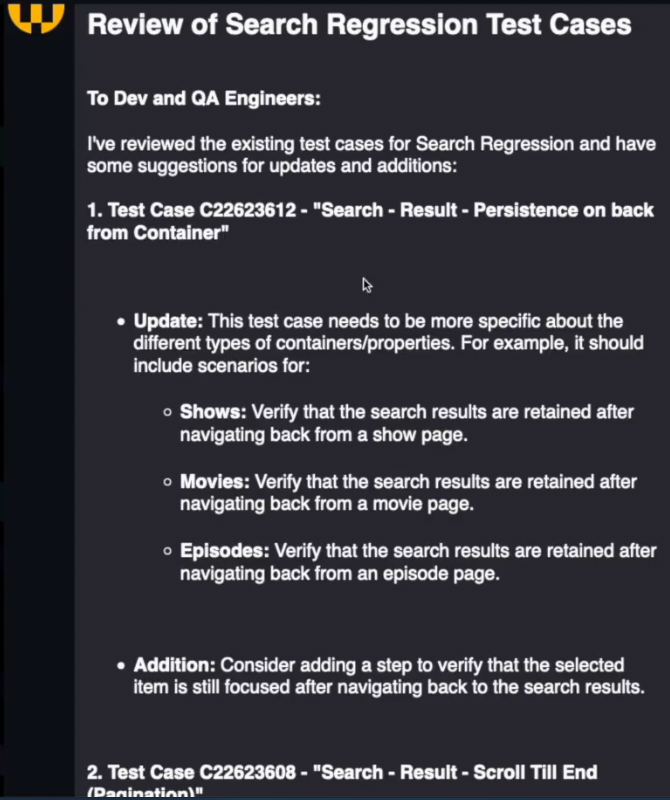 Review of Search Regression Test Cases
To Dev and QA Engineers:
I've reviewed the existing test cases for Search Regression and have
some suggestions for updates and additions:
1. Test Case C22623612 - "Search - Result - Persistence on back
from Container"
• Update: This test case needs to be more specific about the
different types of containers/properties. For example, it should
include scenarios for:
○ Shows: Verify that the search results are retained after
navigating back from a show page.
○ Movies: Verify that the search results are retained after
navigating back from a movie page.
○ Episodes: Verify that the search results are retained after
navigating back from an episode page.
• Addition: Consider adding a step to verify that the selected
item is still focused after navigating back to the search results.
2. Test Case C22623608 - "Search - Result - Scroll Till End
(Pagination)"